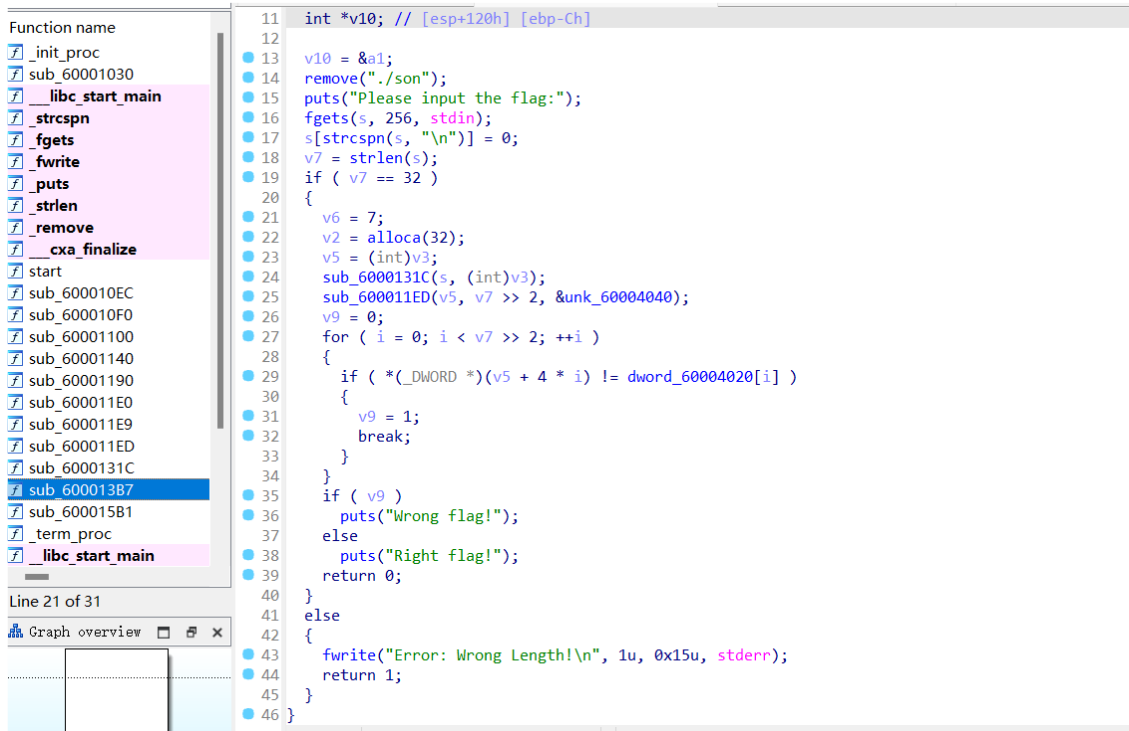 Function name
f _init_proc
f sub_60001030
f ___libc_start_main
f _strcspn
f _fgets
f _fwrite
f _puts
f _strlen
f _remove
f ___cxa_finalize
f start
f sub_600010EC
f sub_600010F0
f sub_60001100
f sub_60001140
f sub_60001190
f sub_600011E0
f sub_600011E9
f sub_600011ED
f sub_6000131C
f sub_600013B7
f sub_600015B1
f _term_proc
f __libc_start_main
Line 21 of 31
Graph overview
11 int *v10; // [esp+120h] [ebp-Ch]
12
13 v10 = &a1;
14 remove("./son");
15 puts("Please input the flag:");
16 fgets(s, 256, stdin);
17 s[strcspn(s, "\n")] = 0;
18 v7 = strlen(s);
19 if ( v7 == 32 )
20 {
21 v6 = 7;
22 v2 = alloca(32);
23 v5 = (int)v3;
24 sub_6000131C(s, (int)v3);
25 sub_600011ED(v5, v7 >> 2, &unk_60004040);
26 v9 = 0;
27 for ( i = 0; i < v7 >> 2; ++i )
28 {
29 if ( *(_DWORD *)(v5 + 4 * i) != dword_60004020[i] )
30 {
31 v9 = 1;
32 break;
33 }
34 }
35 if ( v9 )
36 puts("Wrong flag!");
37 else
38 puts("Right flag!");
39 return 0;
40 }
41 else
42 {
43 fwrite("Error: Wrong Length!\n", 1u, 0x15u, stderr);
44 return 1;
45 }
46 }